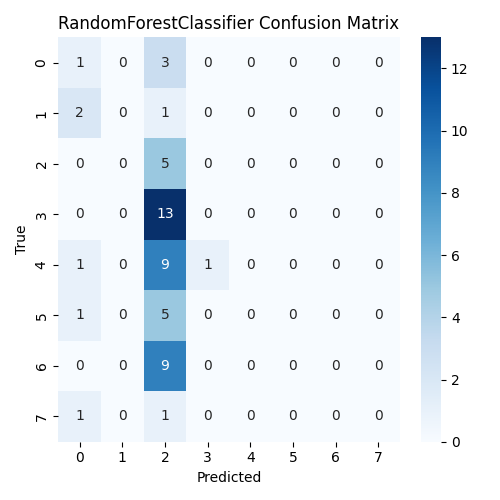 RandomForestClassifier Confusion Matrix
0 1 0 3 0 0 0 0 0
1 2 0 1 0 0 0 0 0
2 0 0 5 0 0 0 0 0
3 0 0 13 0 0 0 0 0
4 1 0 9 1 0 0 0 0
5 1 0 5 0 0 0 0 0
6 0 0 9 0 0 0 0 0
7 1 0 1 0 0 0 0 0
0 1 2 3 4 5 6 7
True
Predicted
12
10
8
6
4
2
0